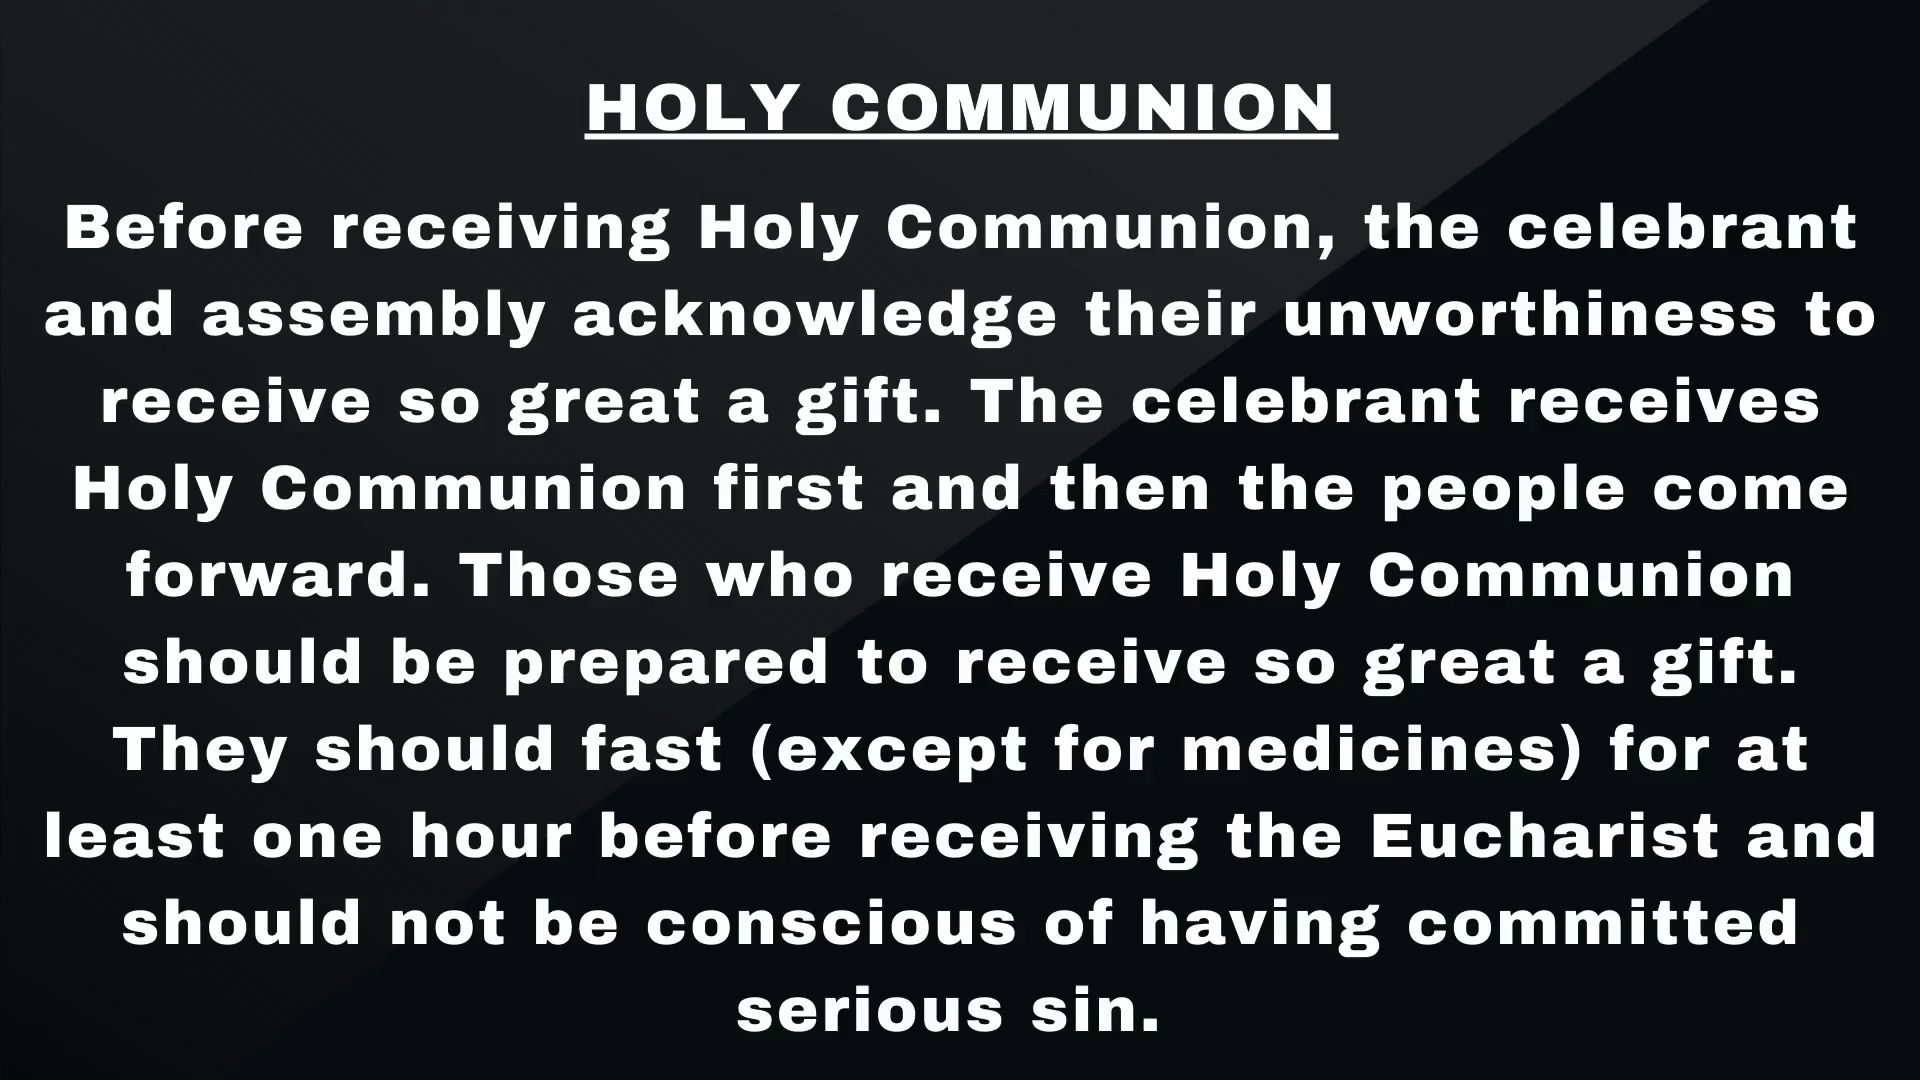 HOLY COMMUNION
Before receiving Holy Communion, the celebrant
and assembly acknowledge their unworthiness to
receive so great a gift. The celebrant receives
Holy Communion first and then the people come
forward. Those who receive Holy Communion
should be prepared to receive so great a gift.
They should fast (except for medicines) for at
least one hour before receiving the Eucharist and
should not be conscious of having committed
serious sin.